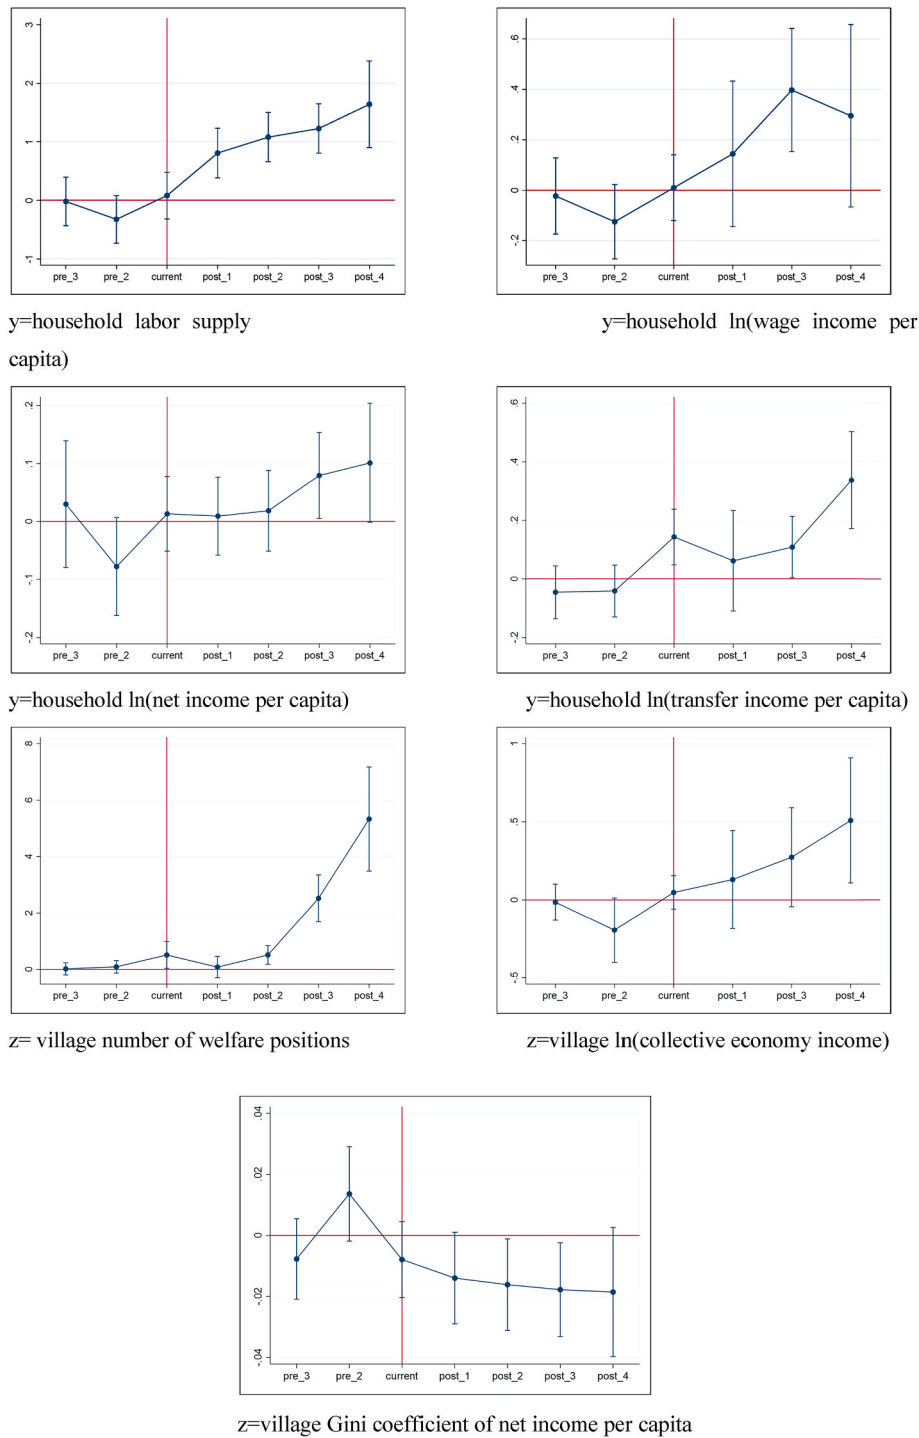 3
2
1
0
-1
pre_3 pre_2 current post_1 post_2 post_3 post_4
.6
.4
.2
0
-.2
pre_3 pre_2 current post_1 post_3 post_4
y=household labor supply
y=household ln(wage income per
capita)
.2
.1
0
-.1
-.2
pre_3 pre_2 current post_1 post_2 post_3 post_4
.6
.4
.2
0
-.2
pre_3 pre_2 current post_1 post_3 post_4
y=household ln(net income per capita)
y=household ln(transfer income per capita)
8
6
4
2
0
pre_3 pre_2 current post_1 post_2 post_3 post_4
1
.5
0
-.5
pre_3 pre_2 current post_1 post_3 post_4
z= village number of welfare positions
z=village ln(collective economy income)
.04
.02
0
-.02
-.04
pre_3 pre_2 current post_1 post_2 post_3 post_4
z=village Gini coefficient of net income per capita